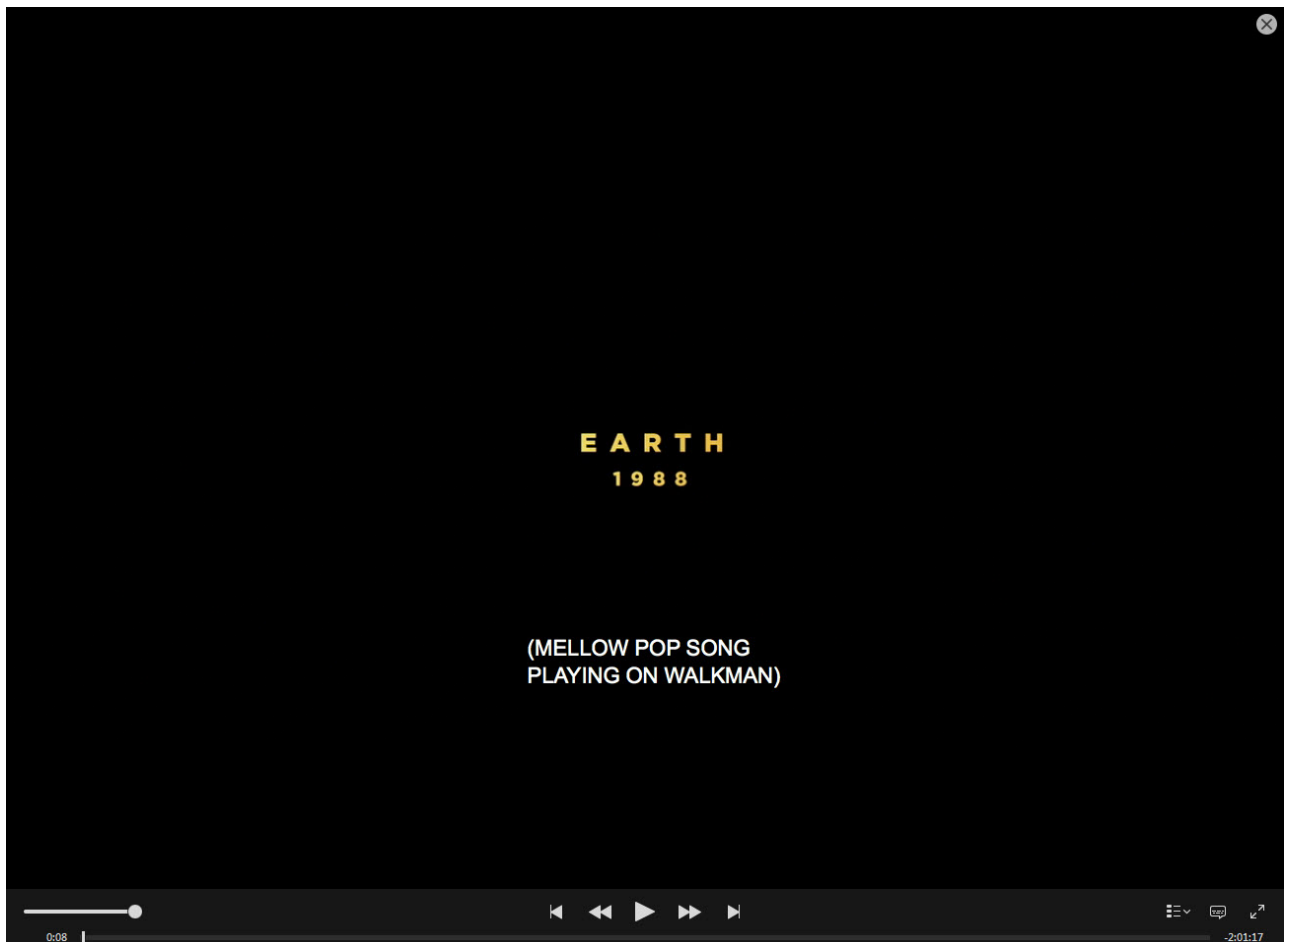 EARTH
1988
(MELLOW POP SONG
PLAYING ON WALKMAN)
0:08
-2:01:17